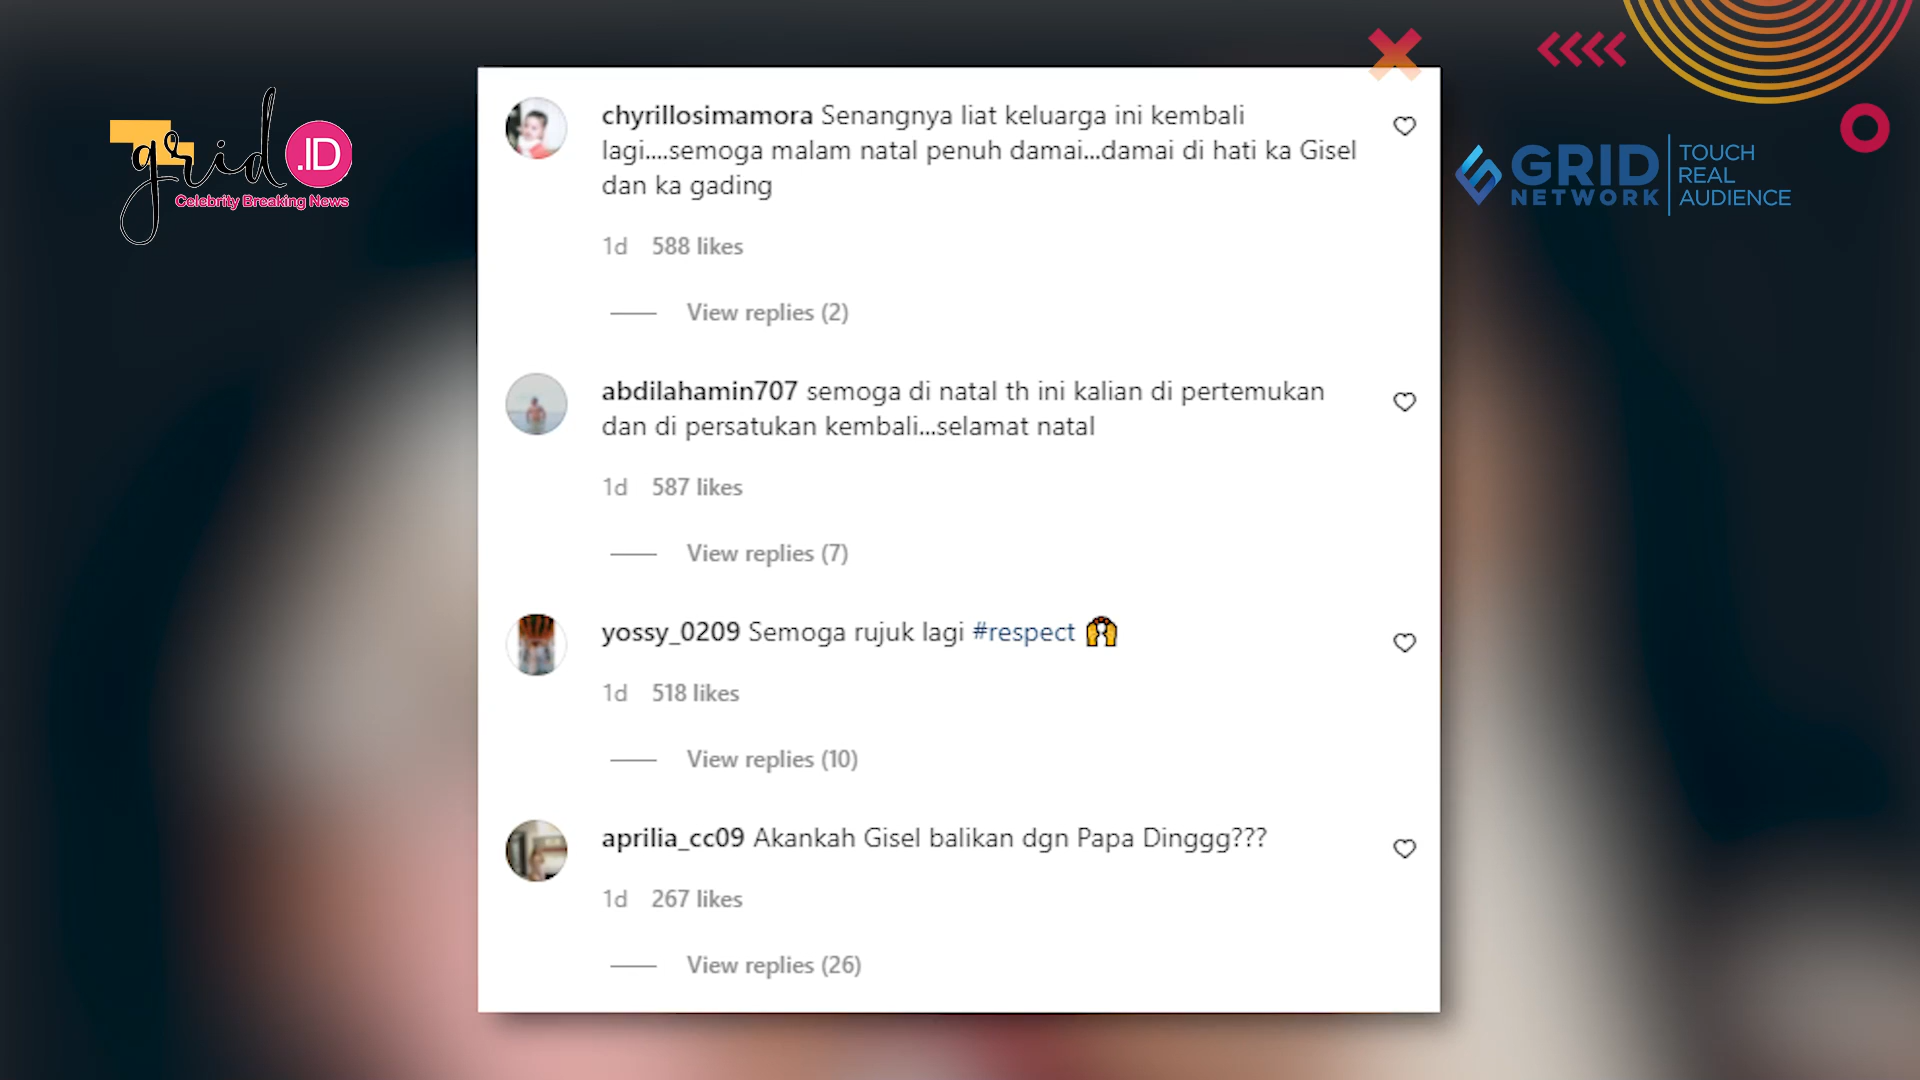 grid .ID
Celebrity Breaking News
GRID NETWORK
TOUCH
REAL
AUDIENCE
chyrillosimamora Senangnya liat keluarga ini kembali
lagi....semoga malam natal penuh damai...damai di hati ka Gisel
dan ka gading
1d 588 likes
View replies (2)
abdilahamin707 semoga di natal th ini kalian di pertemukan
dan di persatukan kembali...selamat natal
1d 587 likes
View replies (7)
yossy_0209 Semoga rujuk lagi #respect 🙌
1d 518 likes
View replies (10)
aprilia_cc09 Akankah Gisel balikan dgn Papa Dinggg???
1d 267 likes
View replies (26)